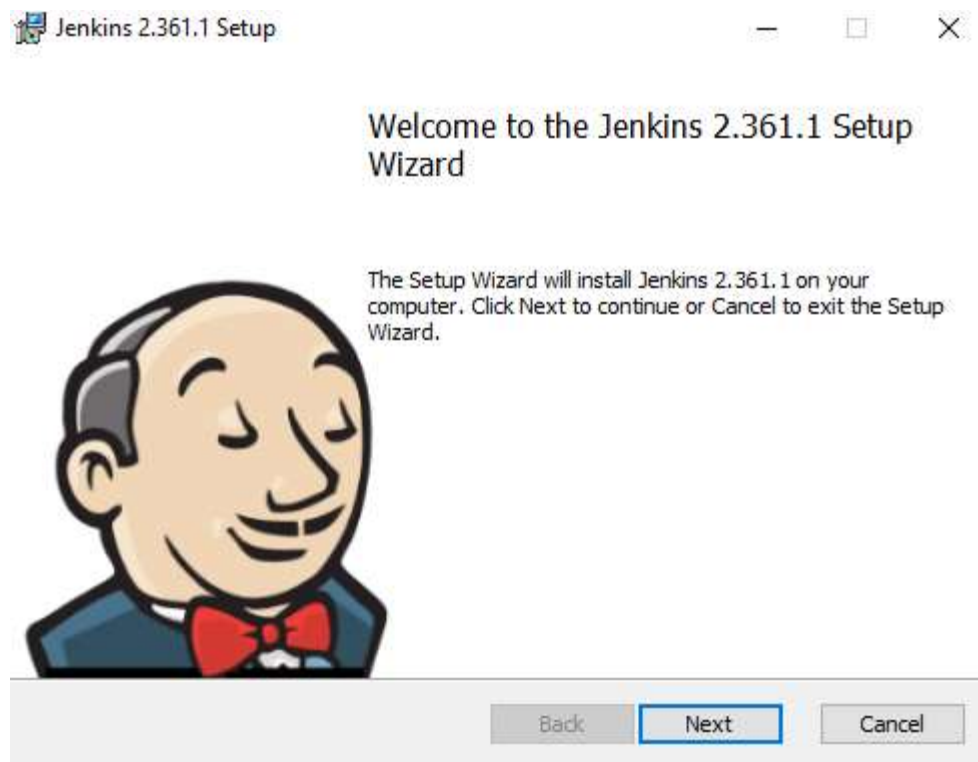 Jenkins 2.361.1 Setup
Welcome to the Jenkins 2.361.1 Setup
Wizard
The Setup Wizard will install Jenkins 2.361.1 on your
computer. Click Next to continue or Cancel to exit the Setup
Wizard.
Back Next Cancel